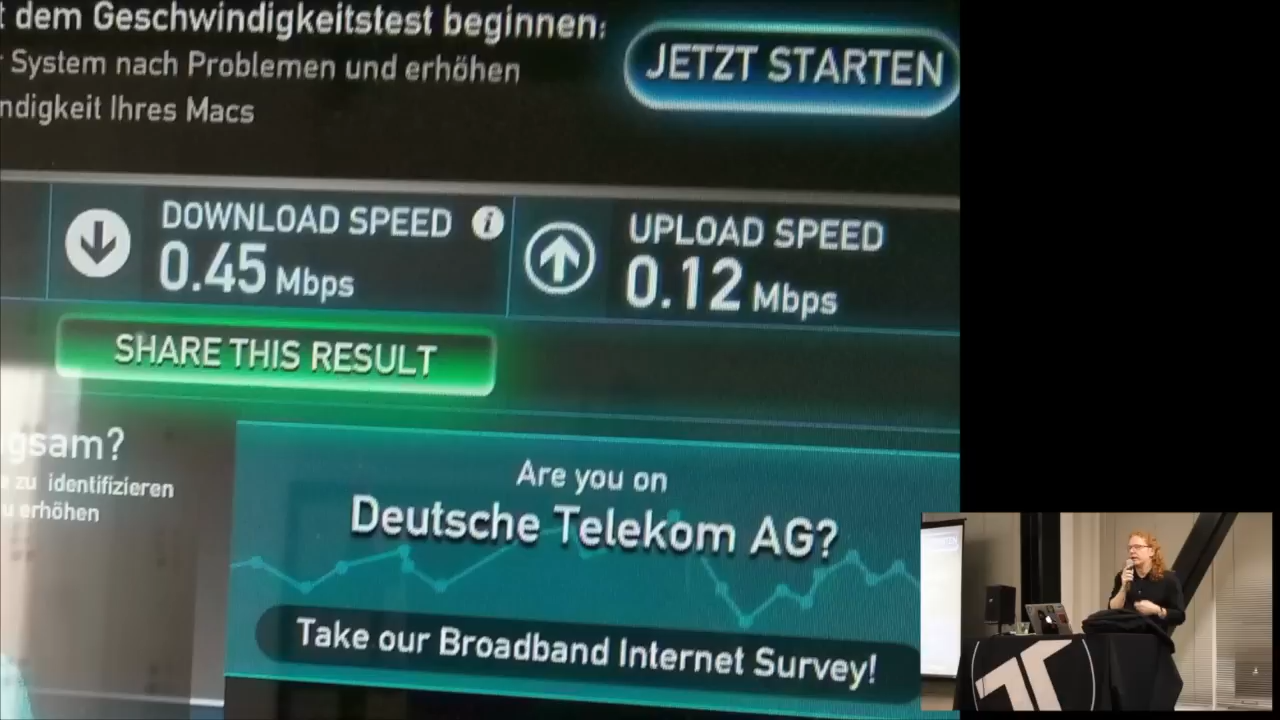 t dem Geschwindigkeitstest beginnen:
System nach Problemen und erhöhen
ndigkeit Ihres Macs
JETZT STARTEN
DOWNLOAD SPEED
0.45 Mbps
UPLOAD SPEED
0.12 Mbps
SHARE THIS RESULT
gsam?
zu identifizieren
u erhöhen
Are you on
Deutsche Telekom AG?
Take our Broadband Internet Survey!